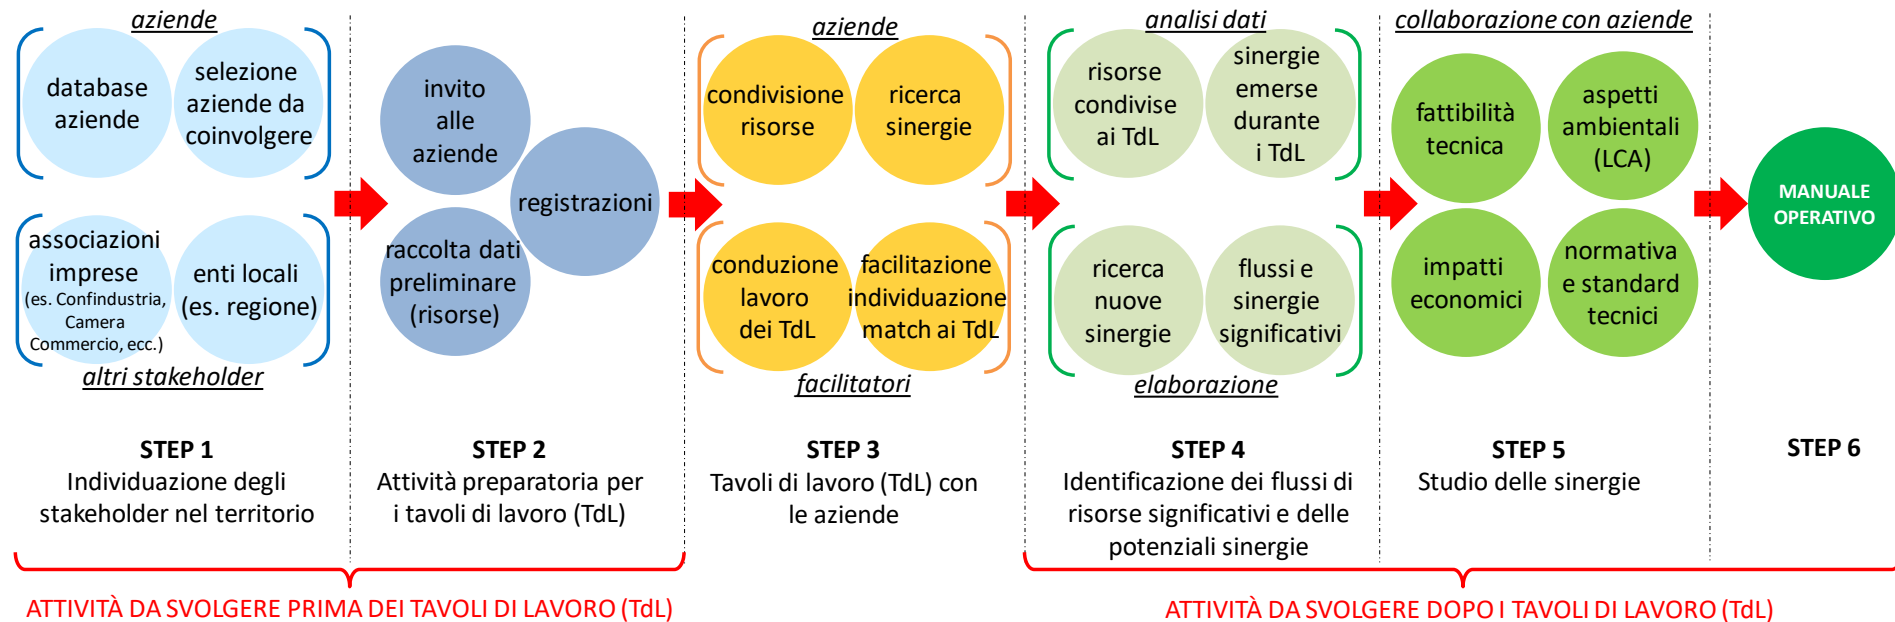 aziende
database
aziende
selezione
aziende da
coinvolgere
associazioni
imprese
(es. Confindustria,
Camera
Commercio, ecc.)
enti locali
(es. regione)
altri stakeholder
STEP 1
Individuazione degli
stakeholder nel territorio
invito
alle
aziende
registrazioni
raccolta dati
preliminare
(risorse)
STEP 2
Attività preparatoria per
i tavoli di lavoro (TdL)
aziende
condivisione
risorse
ricerca
sinergie
conduzione
lavoro
dei TdL
facilitazione
individuazione
match ai TdL
facilitatori
STEP 3
Tavoli di lavoro (TdL) con
le aziende
analisi dati
risorse
condivise
ai TdL
sinergie
emerse
durante
i TdL
ricerca
nuove
sinergie
flussi e
sinergie
significativi
elaborazione
STEP 4
Identificazione dei flussi di
risorse significativi e delle
potenziali sinergie
collaborazione con aziende
fattibilità
tecnica
aspetti
ambientali
(LCA)
impatti
economici
normativa
e standard
tecnici
STEP 5
Studio delle sinergie
MANUALE
OPERATIVO
STEP 6
ATTIVITÀ DA SVOLGERE PRIMA DEI TAVOLI DI LAVORO (TdL)
ATTIVITÀ DA SVOLGERE DOPO I TAVOLI DI LAVORO (TdL)